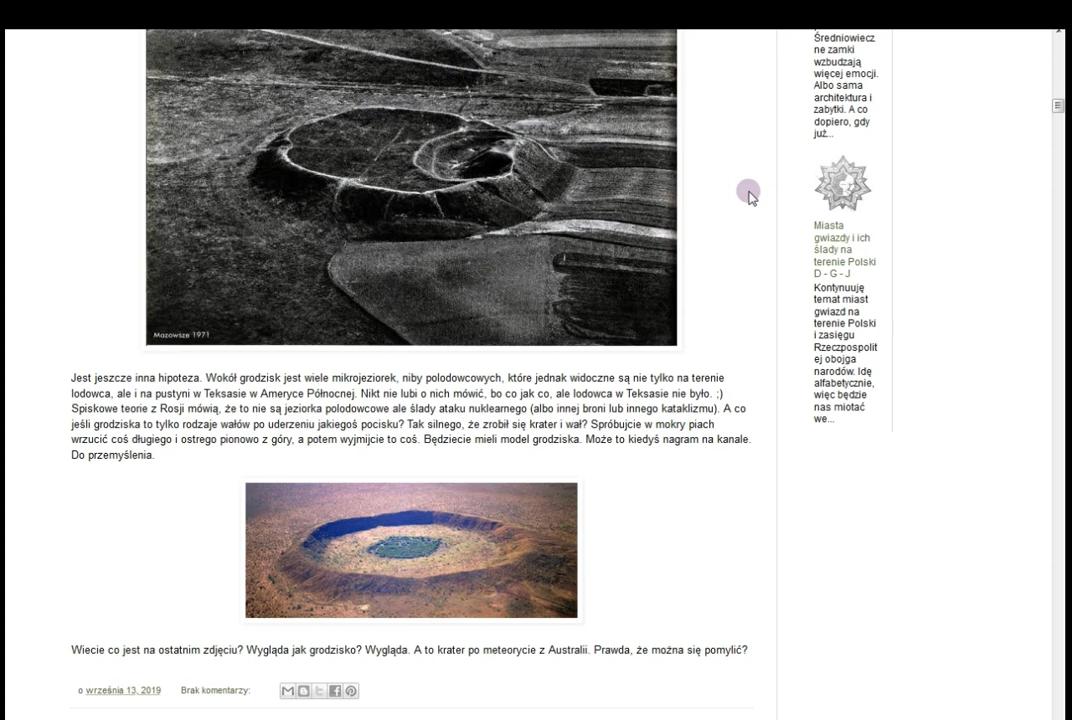 Mazowsze 1971
Jest jeszcze inna hipoteza. Wokół grodzisk jest wiele mikrojeziorek, niby polodowcowych, które jednak widoczne są nie tylko na terenie
lodowca, ale i na pustyni w Teksasie w Ameryce Północnej. Nikt nie lubi o nich mówić, bo co jak co, ale lodowca w Teksasie nie było. ;)
Spiskowe teorie z Rosji mówią, że to nie są jeziorka polodowcowe ale ślady ataku nuklearnego (albo innej broni lub innego kataklizmu). A co
jeśli grodziska to tylko rodzaje wałów po uderzeniu jakiegoś pocisku? Tak silnego, że zrobił się krater i wał? Spróbujcie w mokry piach
wrzucić coś długiego i ostrego pionowo z góry, a potem wyjmijcie to coś. Będziecie mieli model grodziska. Może to kiedyś nagram na kanale.
Do przemyślenia.
Wiecie co jest na ostatnim zdjęciu? Wygląda jak grodzisko? Wygląda. A to krater po meteorycie z Australii. Prawda, że można się pomylić?
o września 13, 2019 Brak komentarzy:
Średniowiecz
ne zamki
wzbudzają
więcej emocji.
Albo sama
architektura i
zabytki. A co
dopiero, gdy
już...
Miasta
gwiazdy i ich
ślady na
terenie Polski
D - G - J
Kontynuuję
temat miast
gwiazd na
terenie Polski
i zasięgu
Rzeczpospolit
ej obojga
narodów. Idę
alfabetycznie,
więc będzie
nas miotać
we...